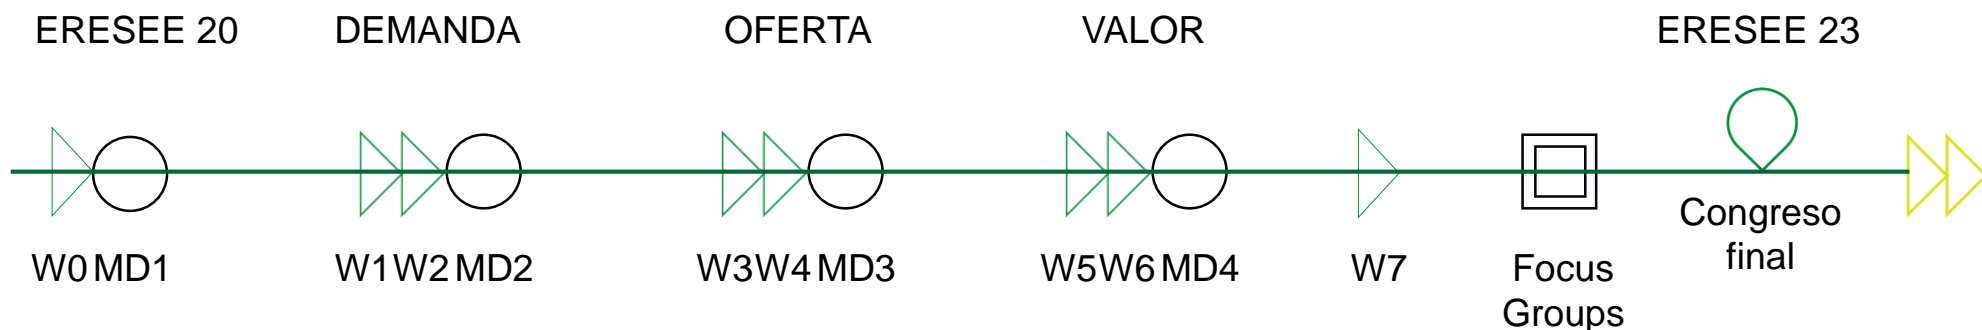 ERESEE 20 DEMANDA OFERTA VALOR ERESEE 23
Congreso
final
W0 MD1 W1 W2 MD2 W3 W4 MD3 W5 W6 MD4 W7 Focus
Groups